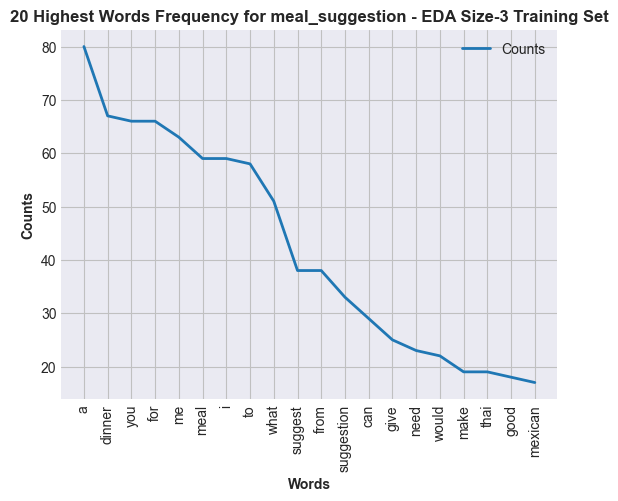 20 Highest Words Frequency for meal_suggestion - EDA Size-3 Training Set
Counts
80
70
60
50
40
30
20
Counts
a
dinner
you
for
me
meal
i
to
what
suggest
from
suggestion
can
give
need
would
make
thai
good
mexican
Words